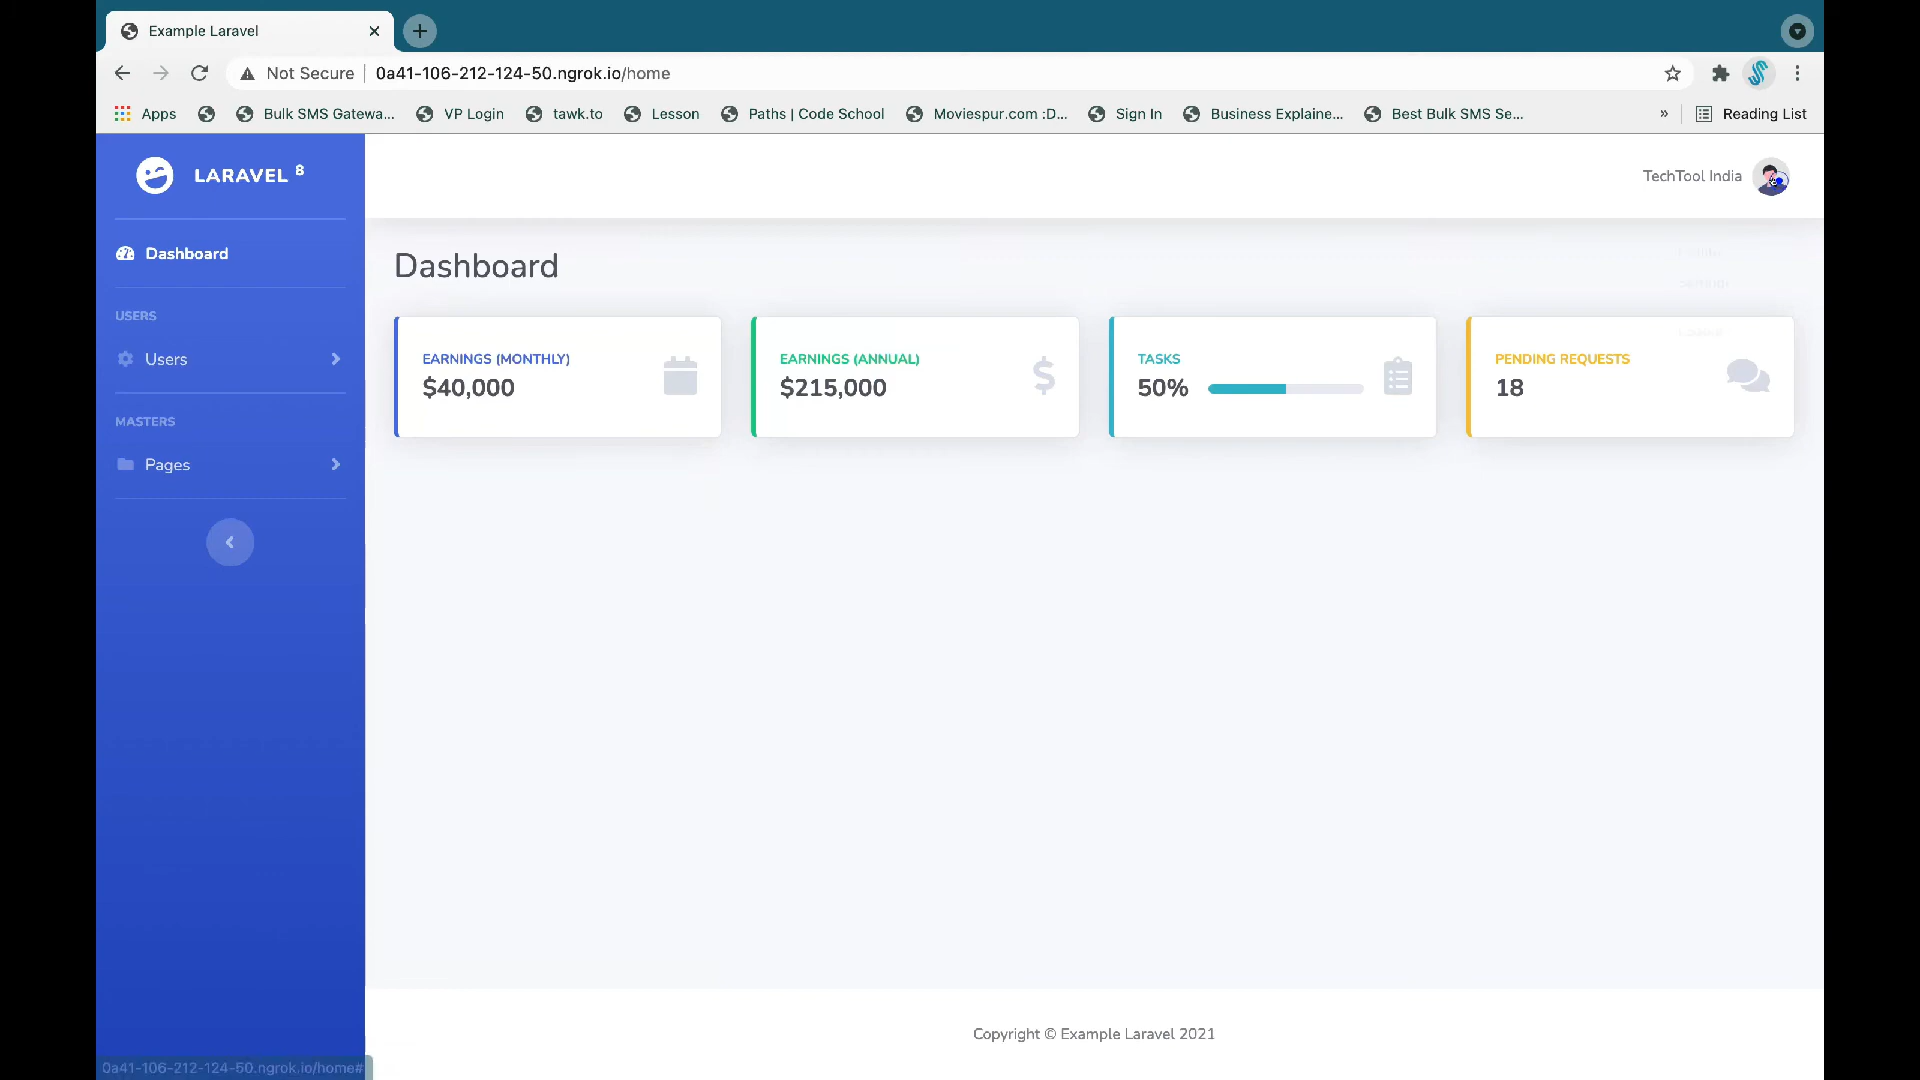 Example Laravel
Not Secure
0a41-106-212-124-50.ngrok.io/home
Apps
Bulk SMS Gatewa...
VP Login
tawk.to
Lesson
Paths | Code School
Moviespur.com :D...
Sign In
Business Explaine...
Best Bulk SMS Se...
»
Reading List
LARAVEL 8
TechTool India
Dashboard
USERS
Users
MASTERS
Pages
Dashboard
EARNINGS (MONTHLY)
$40,000
EARNINGS (ANNUAL)
$215,000
TASKS
50%
PENDING REQUESTS
18
Copyright © Example Laravel 2021
0a41-106-212-124-50.ngrok.io/home#